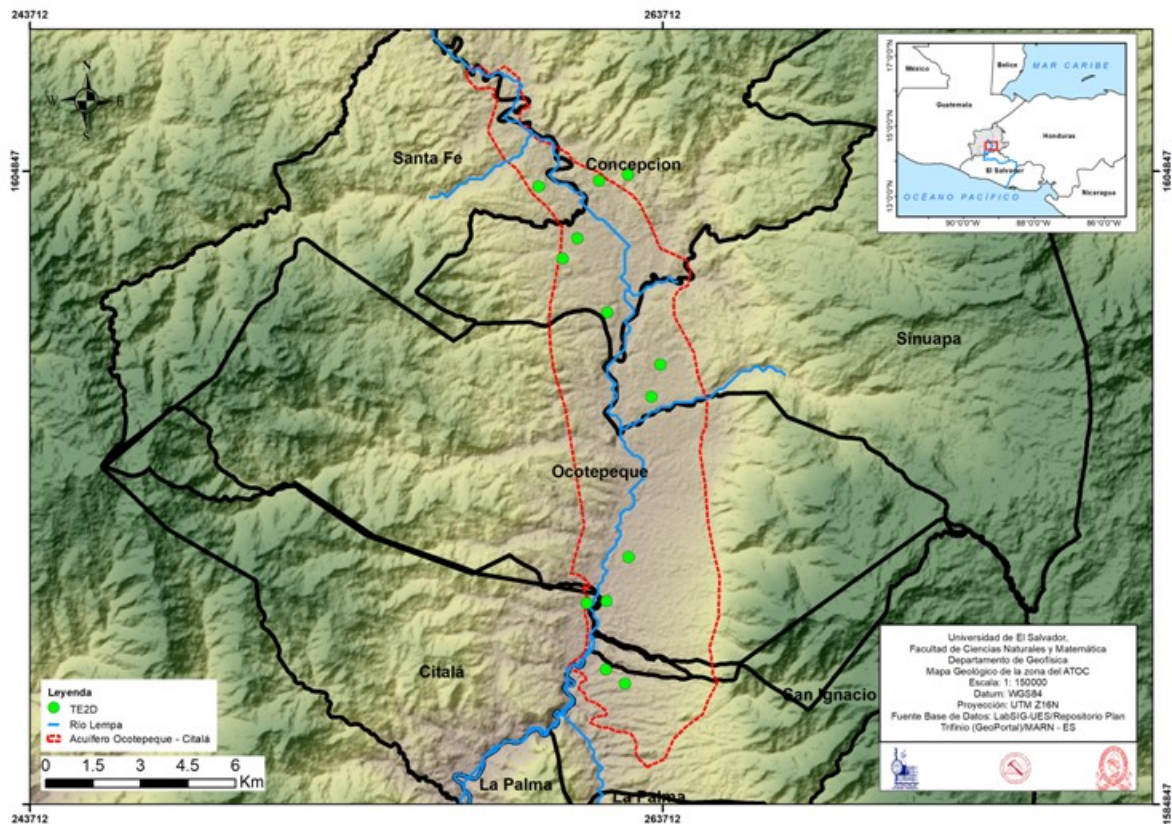 243712
263712
1604847
1604847
N
W
E
S
Santa Fe
Concepcion
Sinuapa
Ocotepeque
Citalá
San Ignacio
La Palma
La Palma
17°0'0"N
15°0'0"N
13°0'0"N
México
Belice
MAR CARIBE
Guatemala
Honduras
El Salvador
Nicaragua
OCÉANO PACÍFICO
90°0'0"W
88°0'0"W
86°0'0"W
Leyenda
TE2D
Río Lempa
Acuífero Ocotepeque - Citalá
0 1.5 3 4.5 6
Km
Universidad de El Salvador,
Facultad de Ciencias Naturales y Matemática
Departamento de Geofísica
Mapa Geológico de la zona del ATOC
Escala: 1: 150000
Datum: WGS84
Proyección: UTM Z16N
Fuente Base de Datos: LabSIG-UES/Repositorio Plan
Trifinio (GeoPortal)/MARN - ES
243712
263712
1584847